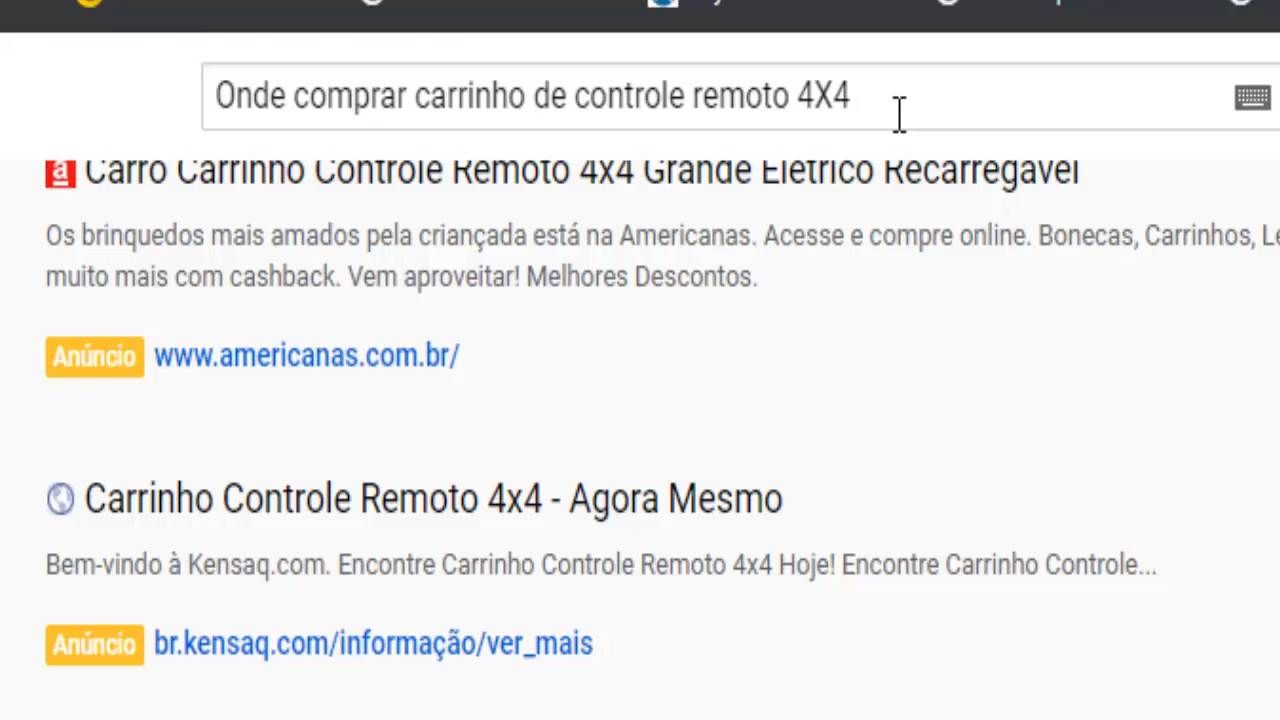 Onde comprar carrinho de controle remoto 4X4
a Carro Carrinho Controle Remoto 4x4 Grande Elétrico Recarregável
Os brinquedos mais amados pela criançada está na Americanas. Acesse e compre online. Bonecas, Carrinhos, Le
muito mais com cashback. Vem aproveitar! Melhores Descontos.
Anúncio www.americanas.com.br/
Carrinho Controle Remoto 4x4 - Agora Mesmo
Bem-vindo à Kensaq.com. Encontre Carrinho Controle Remoto 4x4 Hoje! Encontre Carrinho Controle...
Anúncio br.kensaq.com/informação/ver_mais